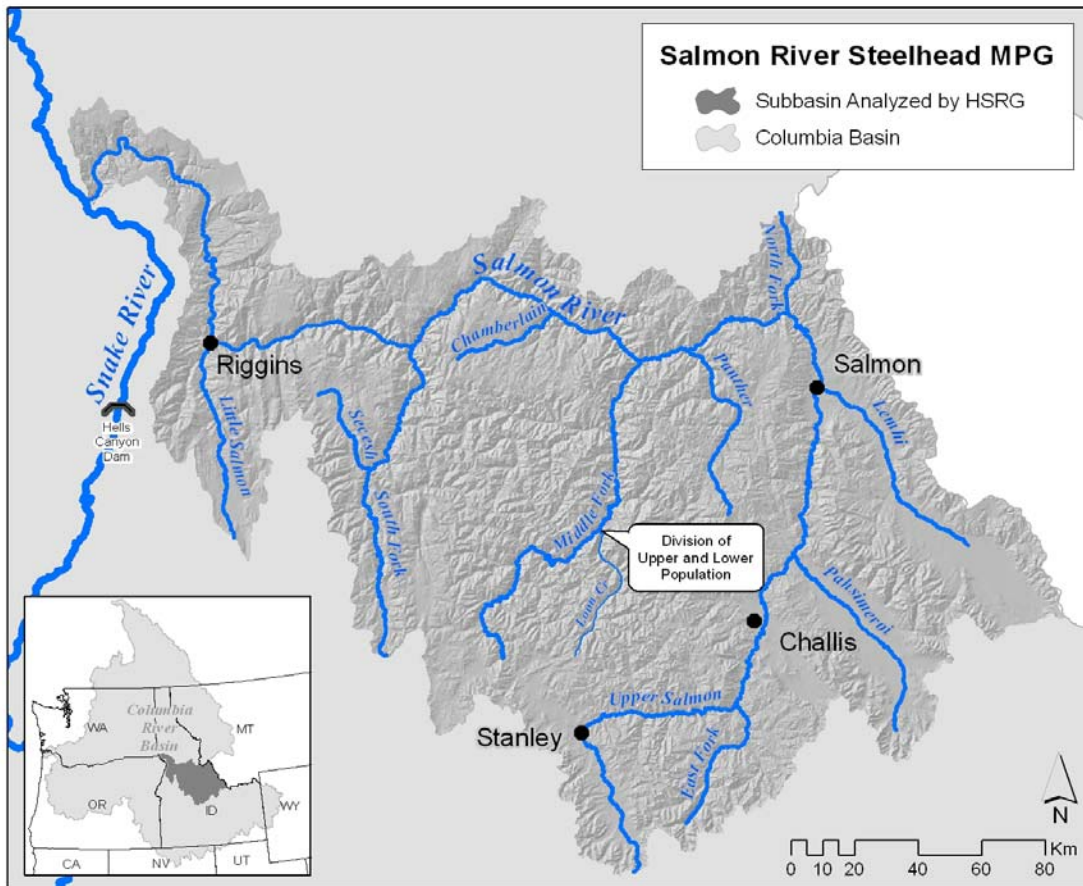 Salmon River Steelhead MPG
Subbasin Analyzed by HSRG
Columbia Basin
Snake River
Hells
Canyon
Dam
Riggins
Little Salmon
Secesh
South Fork
Salmon River
Chamberlain
Middle Fork
Loon Cr.
Division of
Upper and Lower
Population
Panther
North Fork
Salmon
Lemhi
Pahsimeroi
Challis
Upper Salmon
Stanley
East Fork
Columbia
River
Basin
WA
MT
OR
ID
WY
CA
NV
UT
N
Km
0 10 20 40 60 80